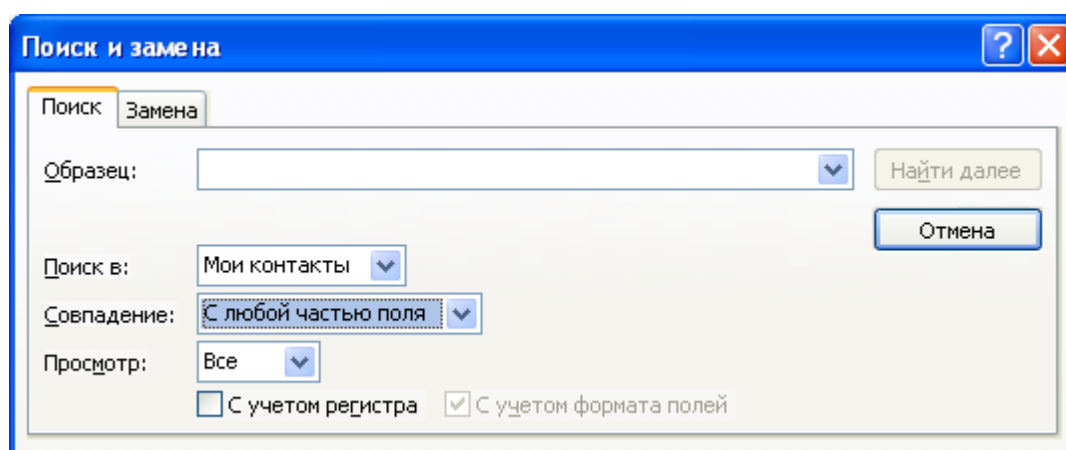 Поиск и замена
Поиск Замена
Образец: Найти далее
Отмена
Поиск в: Мои контакты
Совпадение: С любой частью поля
Просмотр: Все
С учетом регистра С учетом формата полей